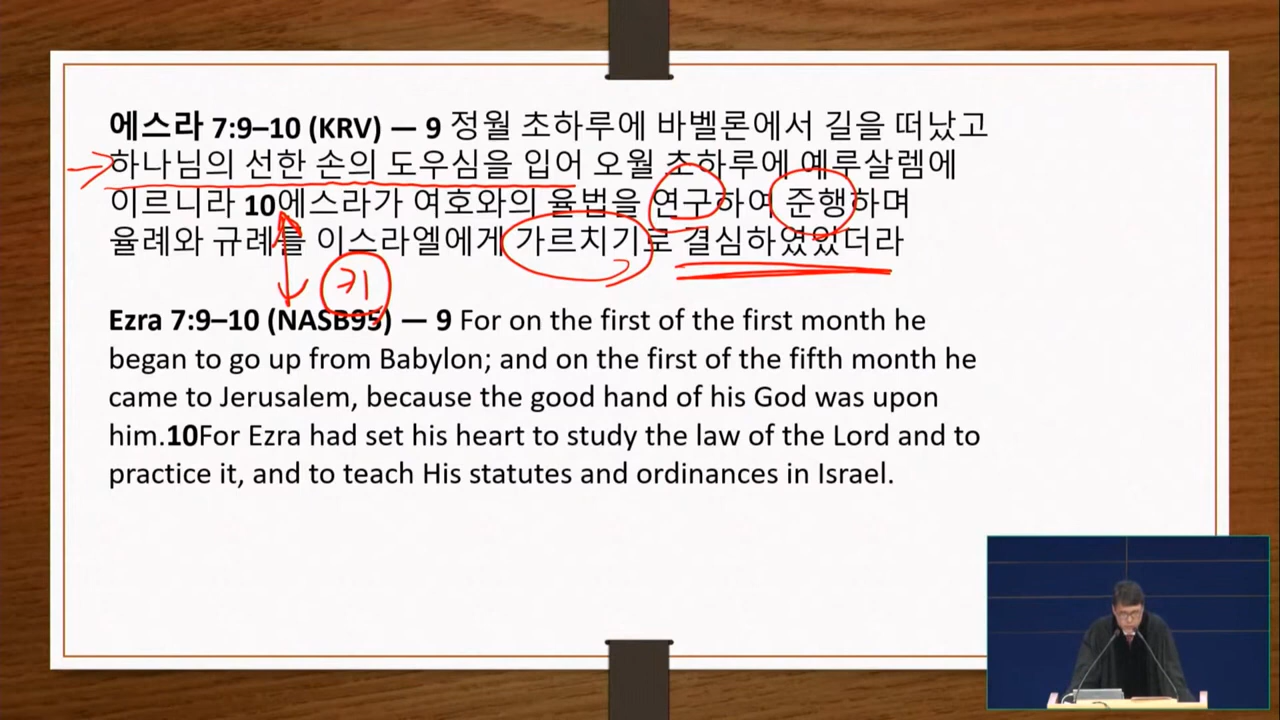 에스라 7:9–10 (KRV) — 9 정월 초하루에 바벨론에서 길을 떠났고
하나님의 선한 손의 도우심을 입어 오월 초하루에 예루살렘에
이르니라 10에스라가 여호와의 율법을 연구하여 준행하며
율례와 규례를 이스라엘에게 가르치기로 결심하였었더라
Ezra 7:9–10 (NASB95) — 9 For on the first of the first month he
began to go up from Babylon; and on the first of the fifth month he
came to Jerusalem, because the good hand of his God was upon
him.10For Ezra had set his heart to study the law of the Lord and to
practice it, and to teach His statutes and ordinances in Israel.